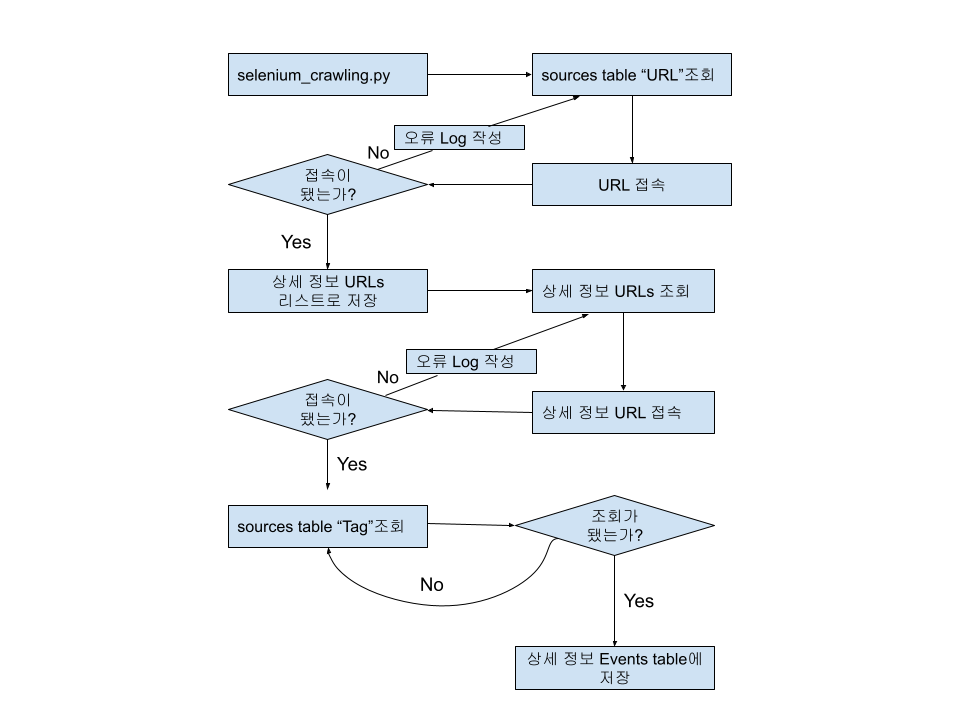 selenium_crawling.py
sources table “URL”조회
오류 Log 작성
No
접속이
됐는가?
URL 접속
Yes
상세 정보 URLs
리스트로 저장
상세 정보 URLs 조회
오류 Log 작성
No
접속이
됐는가?
상세 정보 URL 접속
Yes
sources table “Tag”조회
조회가
됐는가?
No
Yes
상세 정보 Events table에
저장